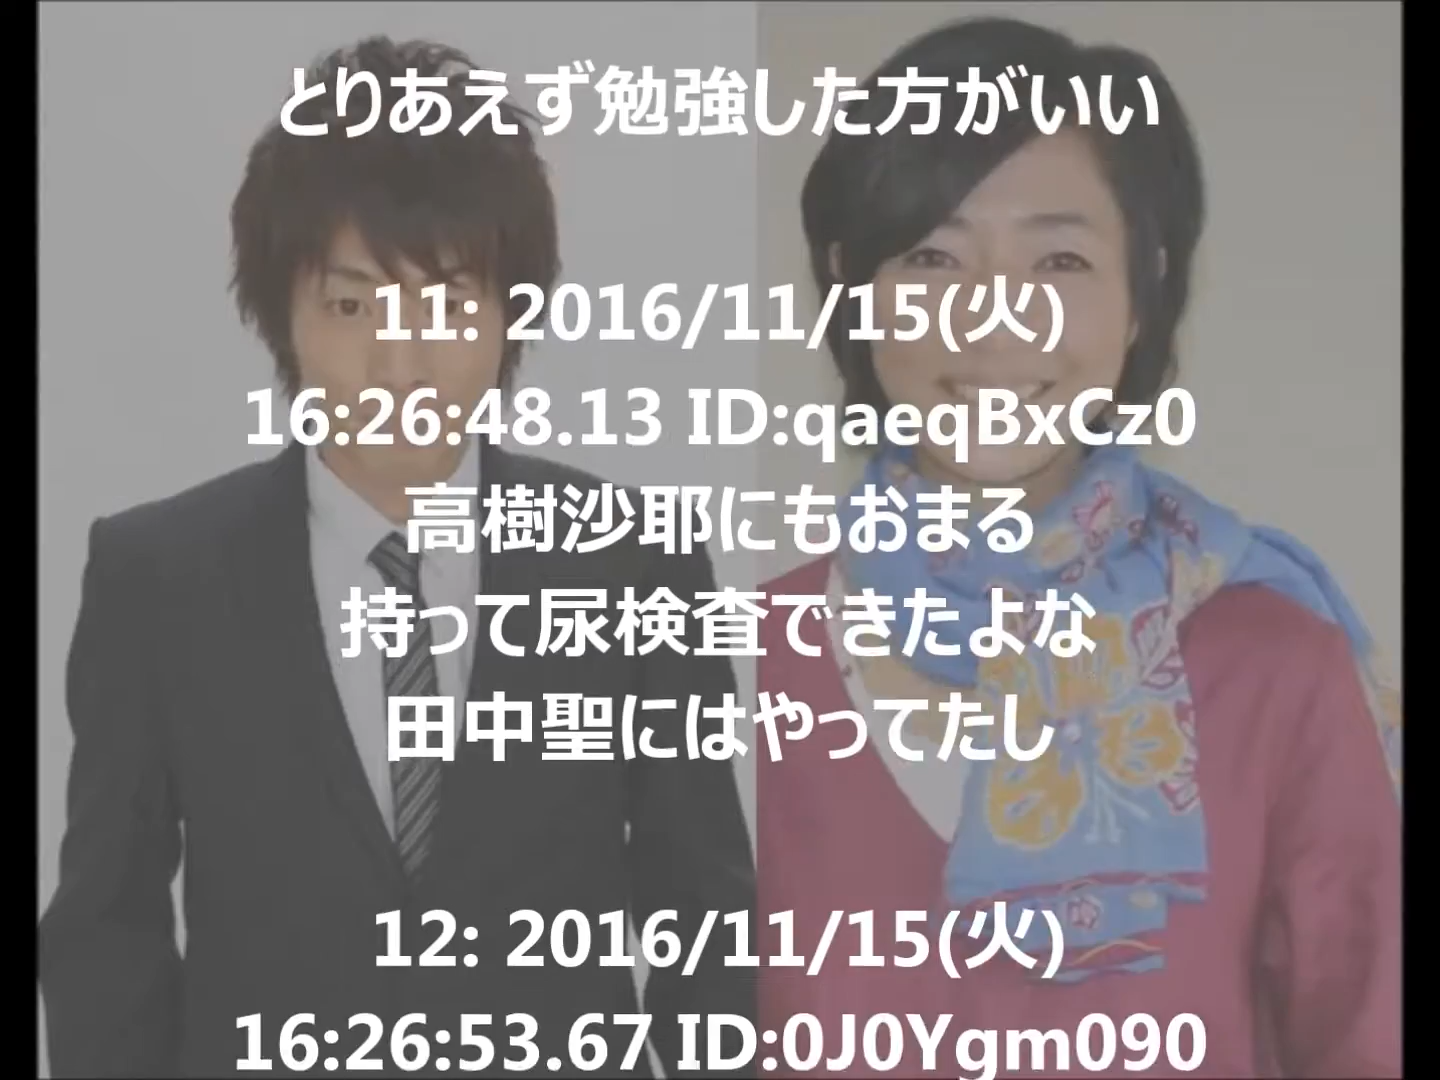 とりあえず勉強した方がいい
11: 2016/11/15(火)
16:26:48.13 ID:qaeqBxCz0
高樹沙耶にもおまる
持って尿検査できたよな
田中聖にはやってたし
12: 2016/11/15(火)
16:26:53.67 ID:0J0Ygm090